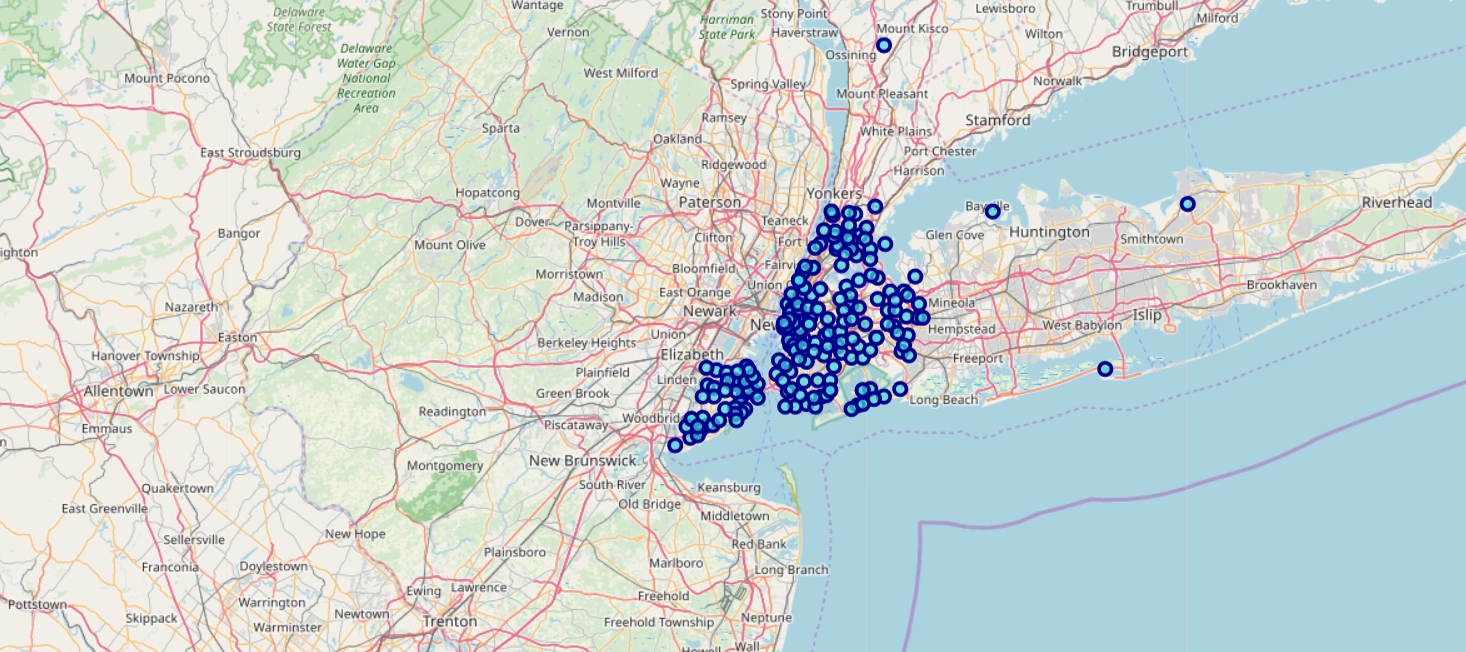 Wantage
Stony Point
Lewisboro
Trumbull
Delaware
State Forest
Harriman
State Park
Milford
Vernon
Haverstraw
Mount Kisco
Wilton
Delaware
Water Gap
National
Recreation
Area
Ossining
Bridgeport
Mount Pocono
West Milford
Spring Valley
Norwalk
Mount Pleasant
Ramsey
Stamford
Sparta
Oakland
White Plains
East Stroudsburg
Port Chester
Ridgewood
Harrison
Wayne
Hopatcong
Yonkers
Montville
Paterson
Bayville
Riverhead
Dover
Parsippany-
Troy Hills
Teaneck
Bangor
Clifton
Fort
Glen Cove
Huntington
Smithtown
Mount Olive
Morristown
Bloomfield
Union
Brookhaven
Madison
East Orange
Mineola
Nazareth
Newark
Islip
Hempstead
West Babylon
Easton
Union
Berkeley Heights
Hanover Township
Elizabeth
Freeport
Plainfield
Linden
Allentown
Lower Saucon
Green Brook
Long Beach
Readington
Emmaus
Piscataway
New Brunswick
Montgomery
South River
Keansburg
Quakertown
Old Bridge
East Greenville
Middletown
New Hope
Sellersville
Plainsboro
Red Bank
Franconia
Doylestown
Marlboro
Long Branch
Ewing
Lawrence
Pottstown
Warrington
Freehold
Skippack
Newtown
Trenton
Freehold Township
Neptune
Warminster
Howell
Wall